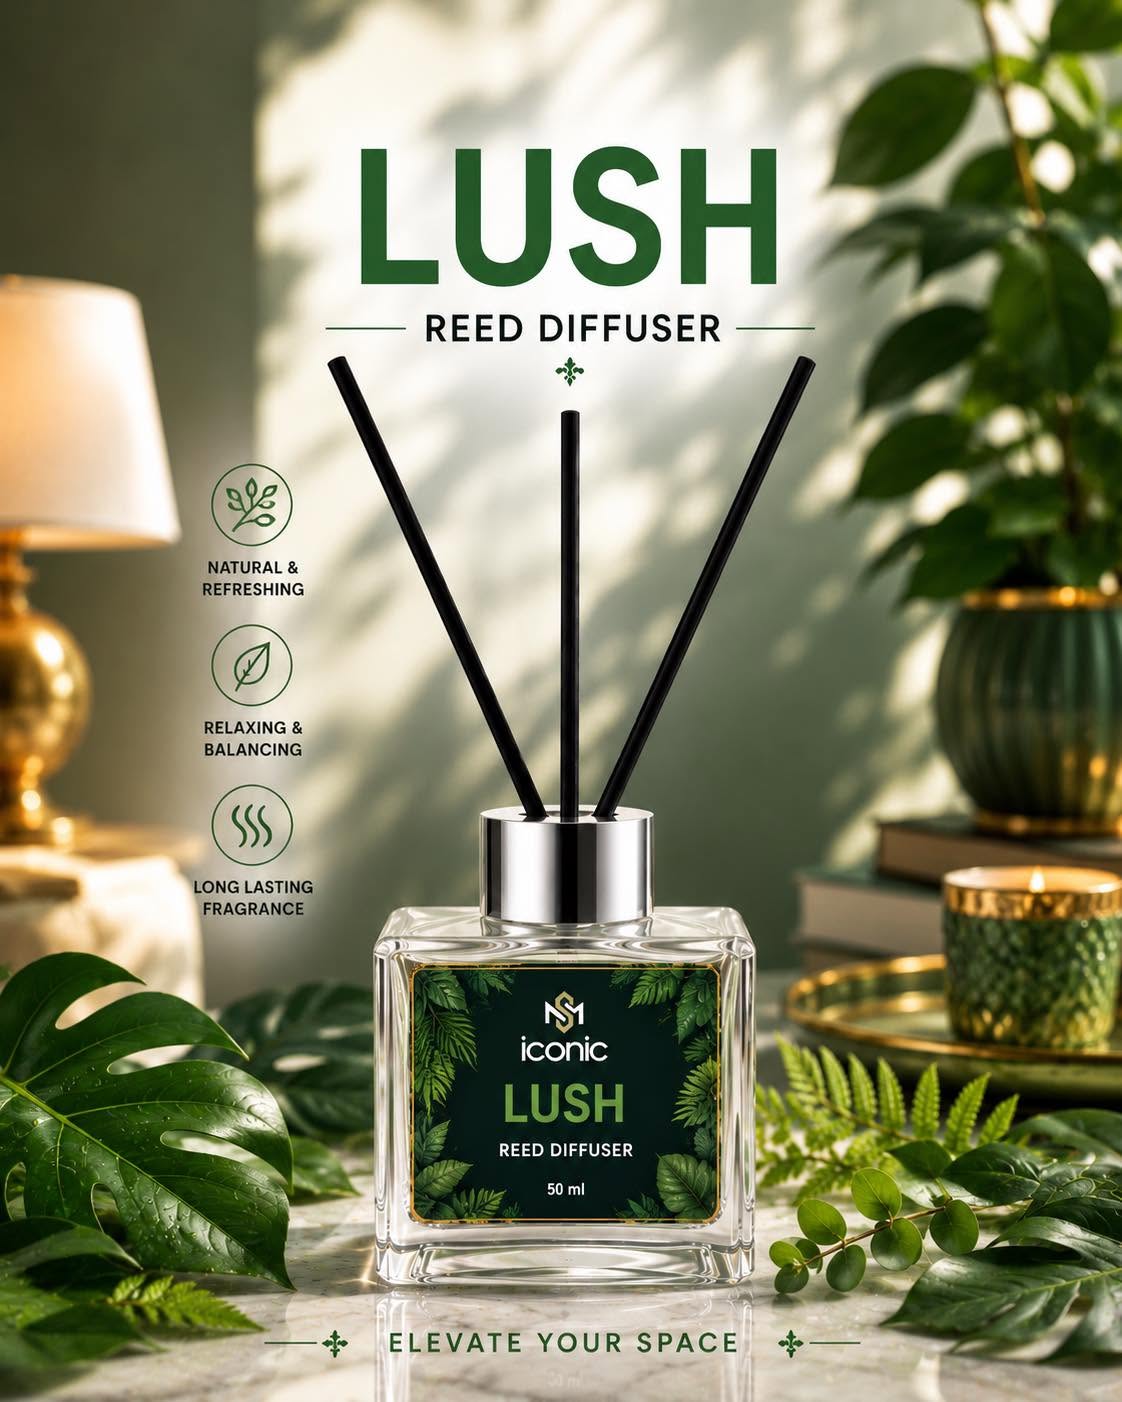 LUSH
REED DIFFUSER
NATURAL &
REFRESHING
RELAXING &
BALANCING
LONG LASTING
FRAGRANCE
NSM
iconic
LUSH
REED DIFFUSER
50 ml
ELEVATE YOUR SPACE